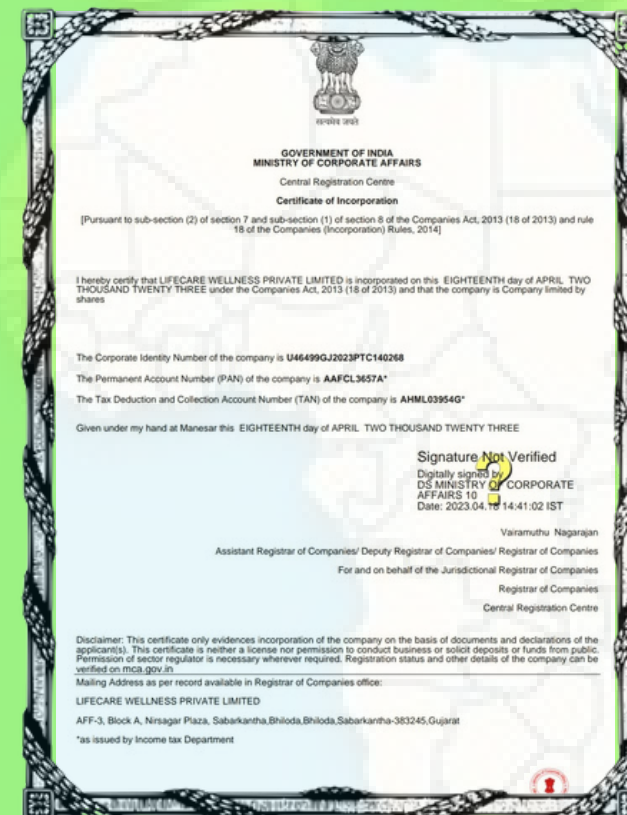 सत्यमेव जयते
GOVERNMENT OF INDIA
MINISTRY OF CORPORATE AFFAIRS
Central Registration Centre
Certificate of Incorporation
[Pursuant to sub-section (2) of section 7 and sub-section (1) of section 8 of the Companies Act, 2013 (18 of 2013) and rule
18 of the Companies (Incorporation) Rules, 2014]
I hereby certify that LIFECARE WELLNESS PRIVATE LIMITED is incorporated on this EIGHTEENTH day of APRIL TWO
THOUSAND TWENTY THREE under the Companies Act, 2013 (18 of 2013) and that the company is Company limited by
shares
The Corporate Identity Number of the company is U46499GJ2023PTC140268
The Permanent Account Number (PAN) of the company is AAFCL3657A*
The Tax Deduction and Collection Account Number (TAN) of the company is AHML03954G*
Given under my hand at Manesar this EIGHTEENTH day of APRIL TWO THOUSAND TWENTY THREE
Signature Not Verified
Digitally signed by
DS MINISTRY OF CORPORATE
AFFAIRS 10
Date: 2023.04.18 14:41:02 IST
Vairamuthu Nagarajan
Assistant Registrar of Companies/ Deputy Registrar of Companies/ Registrar of Companies
For and on behalf of the Jurisdictional Registrar of Companies
Registrar of Companies
Central Registration Centre
Disclaimer: This certificate only evidences incorporation of the company on the basis of documents and declarations of the
applicant(s). This certificate is neither a license nor permission to conduct business or solicit deposits or funds from public.
Permission of sector regulator is necessary wherever required. Registration status and other details of the company can be
verified on mca.gov.in
Mailing Address as per record available in Registrar of Companies office:
LIFECARE WELLNESS PRIVATE LIMITED
AFF-3, Block A, Nirsagar Plaza, Sabarkantha,Bhiloda,Bhiloda,Sabarkantha-383245,Gujarat
*as issued by Income tax Department